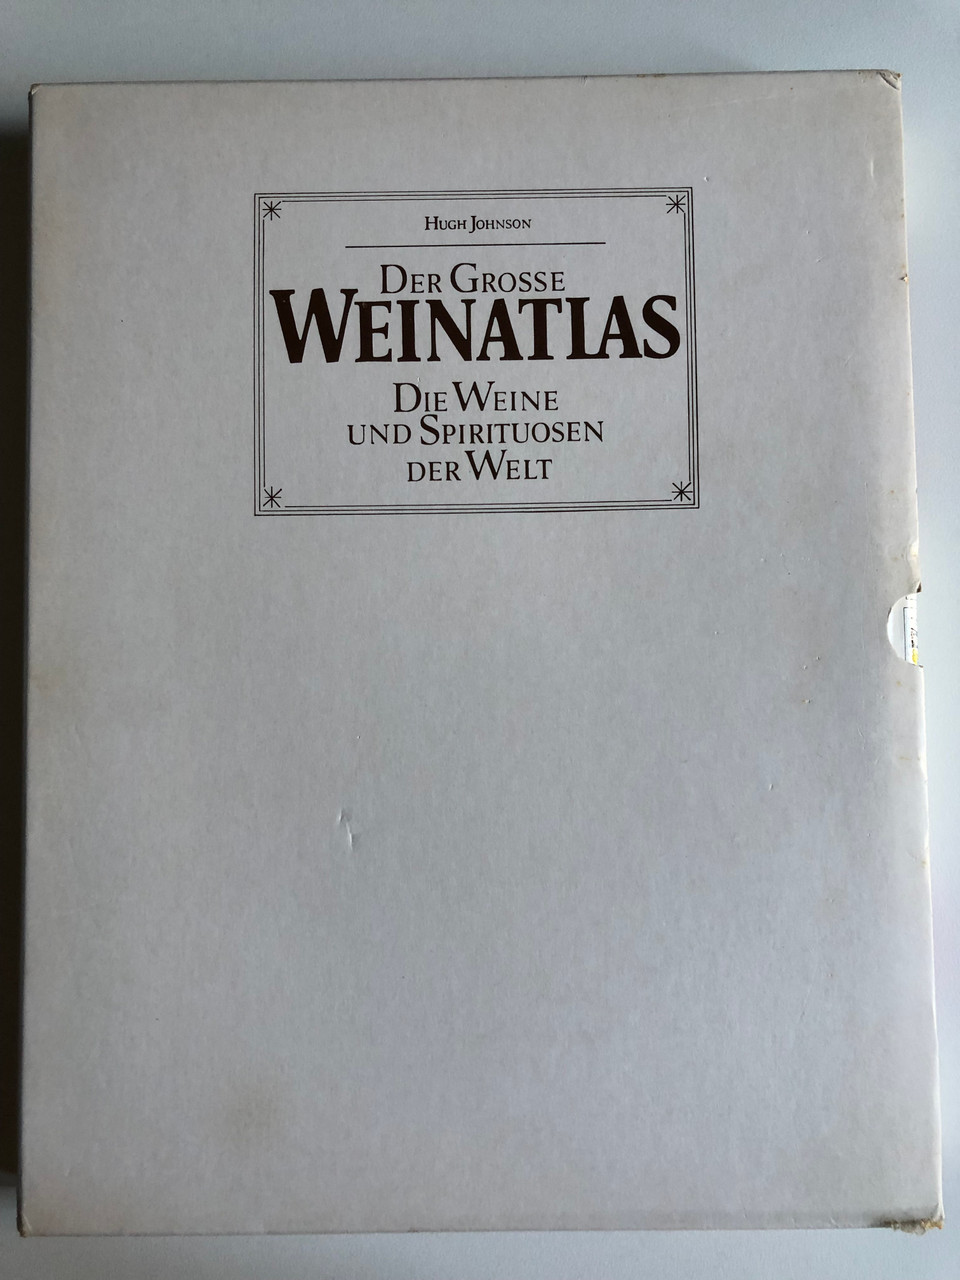 Hugh Johnson
Der Grosse
Weinatlas
Die Weine
und Spirituosen
der Welt